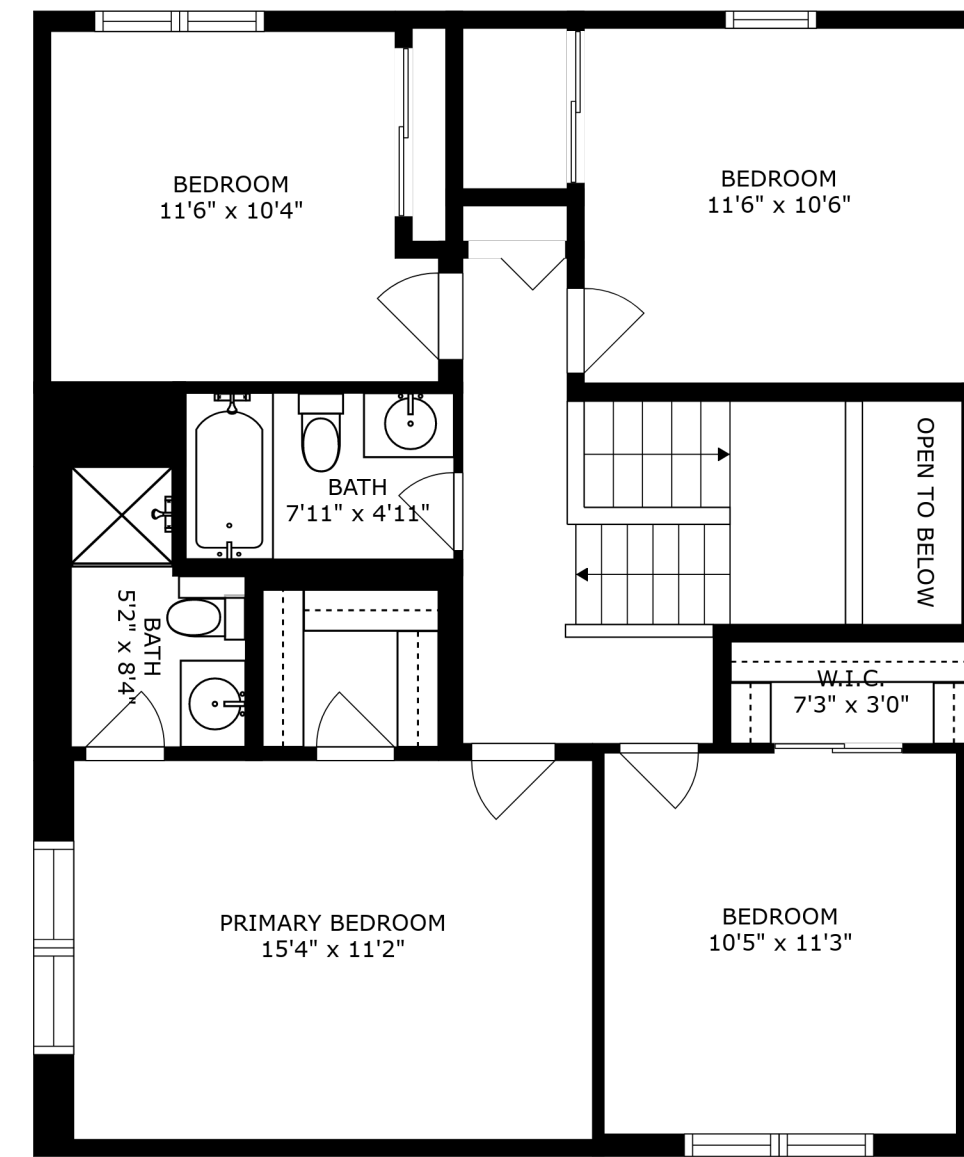 BEDROOM
11'6" x 10'4"
BEDROOM
11'6" x 10'6"
BATH
7'11" x 4'11"
OPEN TO BELOW
BATH
5'2" x 8'4"
W.I.C.
7'3" x 3'0"
PRIMARY BEDROOM
15'4" x 11'2"
BEDROOM
10'5" x 11'3"